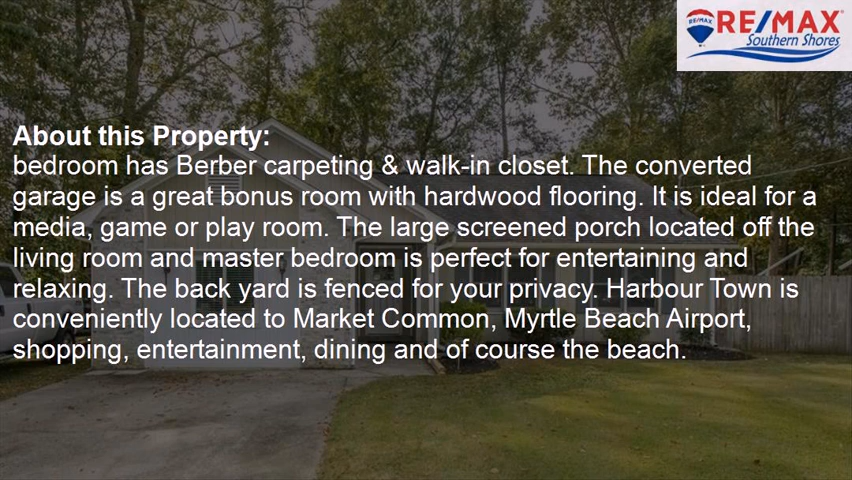 RE/MAX
RE/MAX
Southern Shores
About this Property:
bedroom has Berber carpeting & walk-in closet. The converted
garage is a great bonus room with hardwood flooring. It is ideal for a
media, game or play room. The large screened porch located off the
living room and master bedroom is perfect for entertaining and
relaxing. The back yard is fenced for your privacy. Harbour Town is
conveniently located to Market Common, Myrtle Beach Airport,
shopping, entertainment, dining and of course the beach.